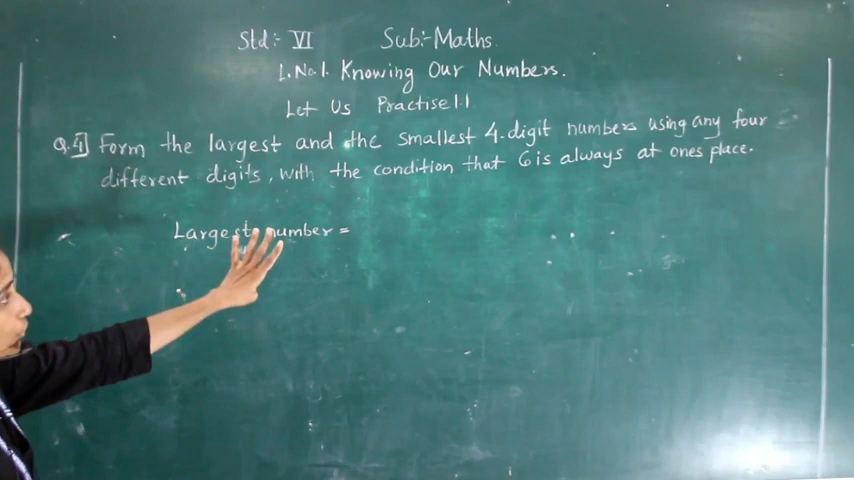 Std:- VI Sub:- Maths.
L.No.1. Knowing Our Numbers.
Let Us Practise 1.1
Q.4] Form the largest and the smallest 4-digit numbers using any four
different digits, with the condition that 6 is always at ones place.
Largest number =